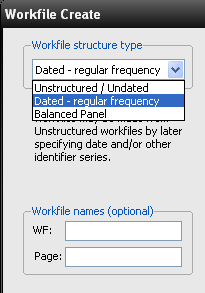 Workfile Create
Workfile structure type
Dated - regular frequency
Unstructured / Undated
Dated - regular frequency
Balanced Panel
Unstructured workfiles by later
specifying date and/or other
identifier series.
Workfile names (optional)
WF:
Page: